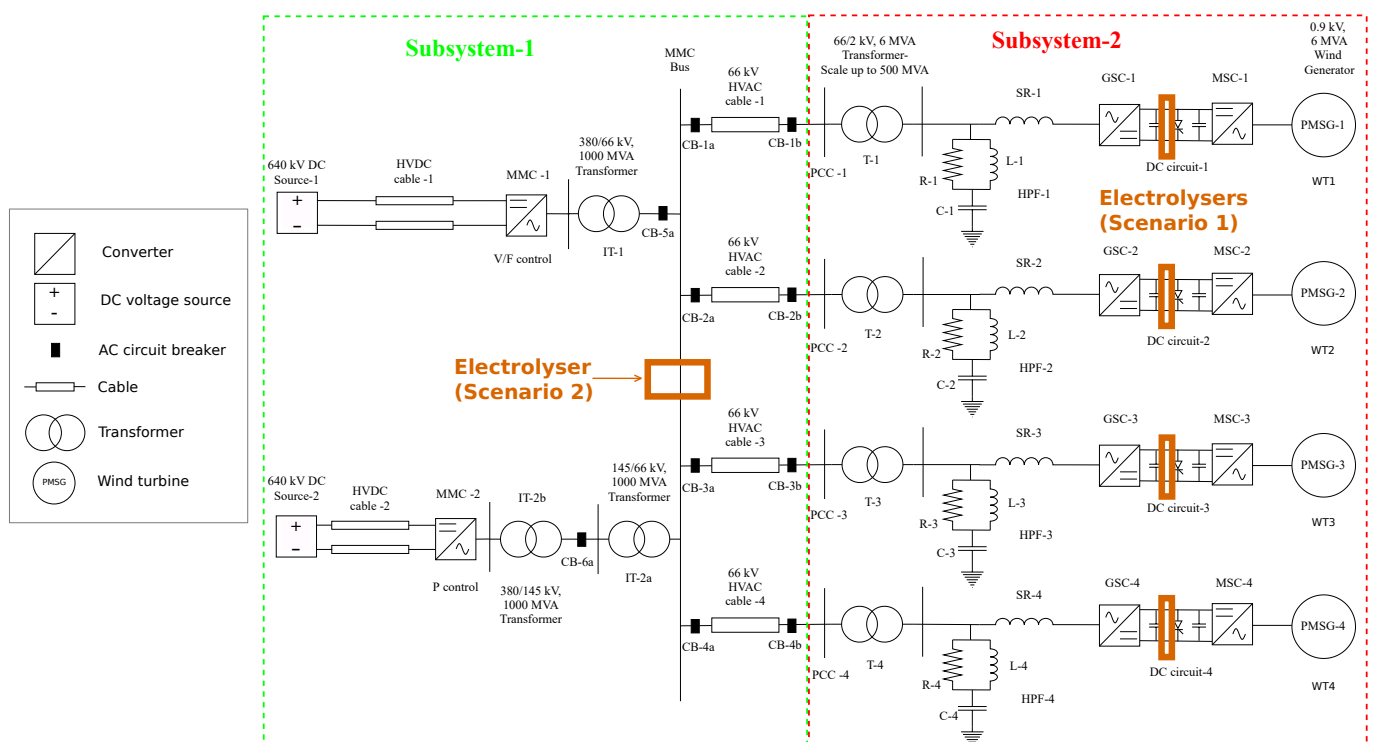 Subsystem-1
Subsystem-2
MMC
Bus
66 kV
HVAC
cable -1
66/2 kV, 6 MVA
Transformer-
Scale up to 500 MVA
0.9 kV,
6 MVA
Wind
Generator
SR-1
GSC-1
MSC-1
PMSG-1
CB-1a
CB-1b
PCC -1
T-1
R-1
L-1
C-1
HPF-1
DC circuit-1
WT1
640 kV DC
Source-1
+
-
HVDC
cable -1
MMC -1
V/F control
380/66 kV,
1000 MVA
Transformer
IT-1
CB-5a
Electrolysers
(Scenario 1)
Converter
+
-
DC voltage source
AC circuit breaker
Cable
Transformer
PMSG
Wind turbine
66 kV
HVAC
cable -2
CB-2a
CB-2b
PCC -2
T-2
SR-2
R-2
L-2
C-2
HPF-2
GSC-2
MSC-2
DC circuit-2
PMSG-2
WT2
Electrolyser
(Scenario 2)
66 kV
HVAC
cable -3
CB-3a
CB-3b
PCC -3
T-3
SR-3
R-3
L-3
C-3
HPF-3
GSC-3
MSC-3
DC circuit-3
PMSG-3
WT3
640 kV DC
Source-2
+
-
HVDC
cable -2
MMC -2
P control
IT-2b
380/145 kV,
1000 MVA
Transformer
CB-6a
145/66 kV,
1000 MVA
Transformer
IT-2a
66 kV
HVAC
cable -4
CB-4a
CB-4b
PCC -4
T-4
SR-4
R-4
L-4
C-4
HPF-4
GSC-4
MSC-4
DC circuit-4
PMSG-4
WT4